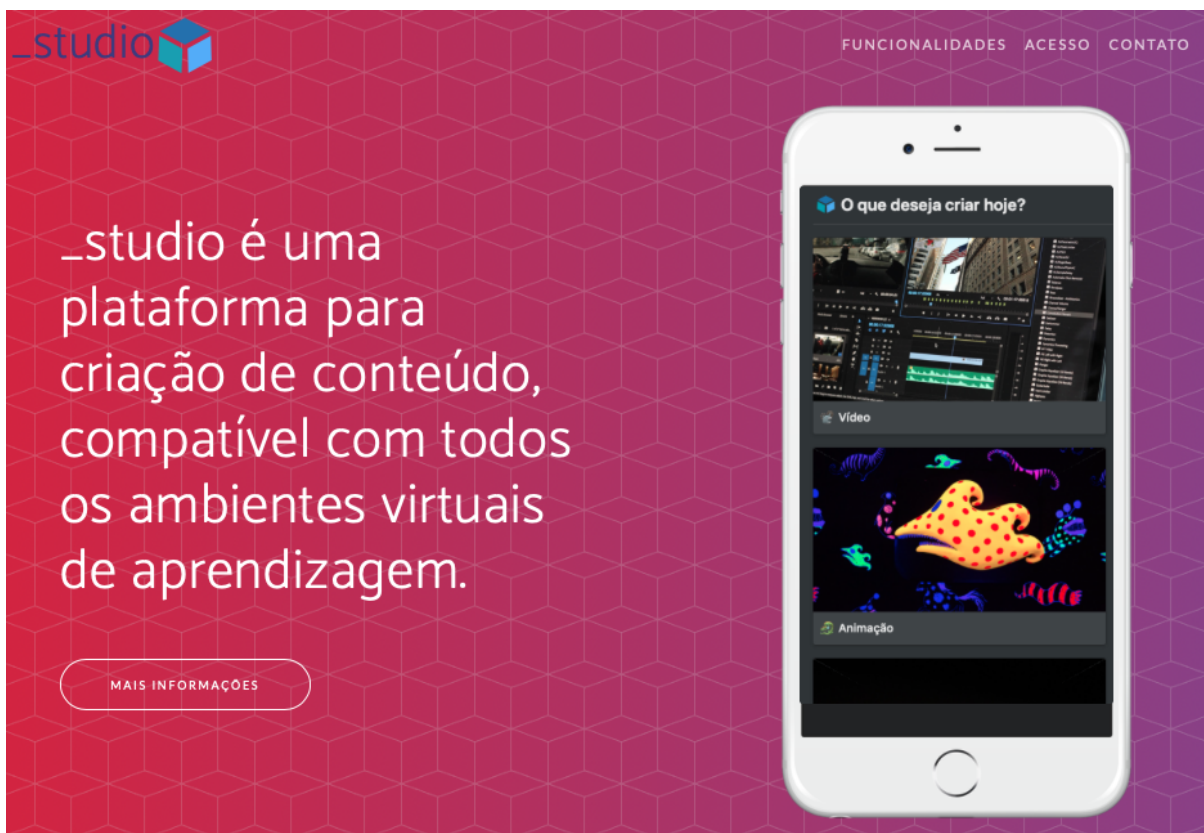 _studio
FUNCIONALIDADES ACESSO CONTATO
_studio é uma
plataforma para
criação de conteúdo,
compatível com todos
os ambientes virtuais
de aprendizagem.
MAIS INFORMAÇÕES
O que deseja criar hoje?
Vídeo
Animação